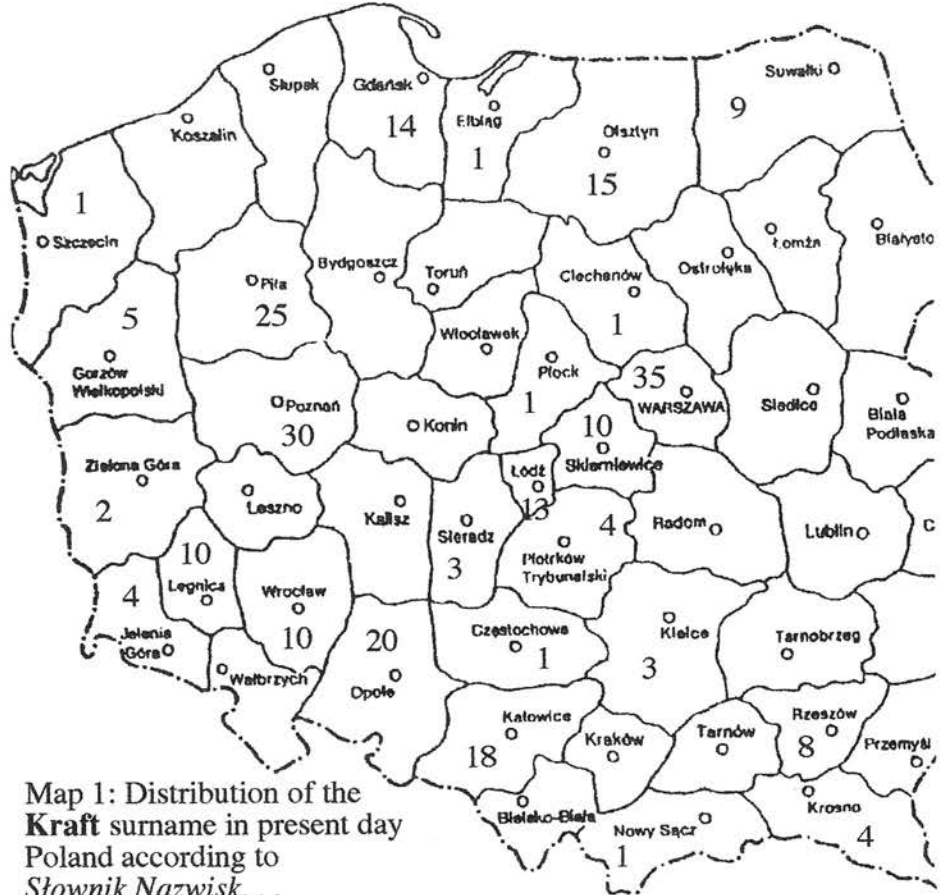 Słupsk
Gdańsk
14
Koszalin
Elbląg
1
Olsztyn
15
Suwałki
9
1
Szczecin
Piła
25
Bydgoszcz
Toruń
Ciechanów
1
Ostrołęka
Łomża
Białysto
5
Gorzów
Wielkopolski
Włocławek
Płock
1
35
WARSZAWA
Siedlce
Biała
Podlaska
Poznań
30
Konin
10
Skierniewice
Zielona Góra
2
Leszno
Kalisz
Łódź
13
Sieradz
3
4
Piotrków
Trybunalski
Radom
Lublin
C
10
Legnica
4
Jelenia
Góra
Wrocław
10
Wałbrzych
20
Opole
Częstochowa
1
Kielce
3
Tarnobrzeg
Katowice
18
Kraków
Tarnów
Rzeszów
8
Przemyśl
Bielsko-Biała
Nowy Sącz
1
Krosno
4
Map 1: Distribution of the
Kraft surname in present day
Poland according to
Słownik Nazwisk...